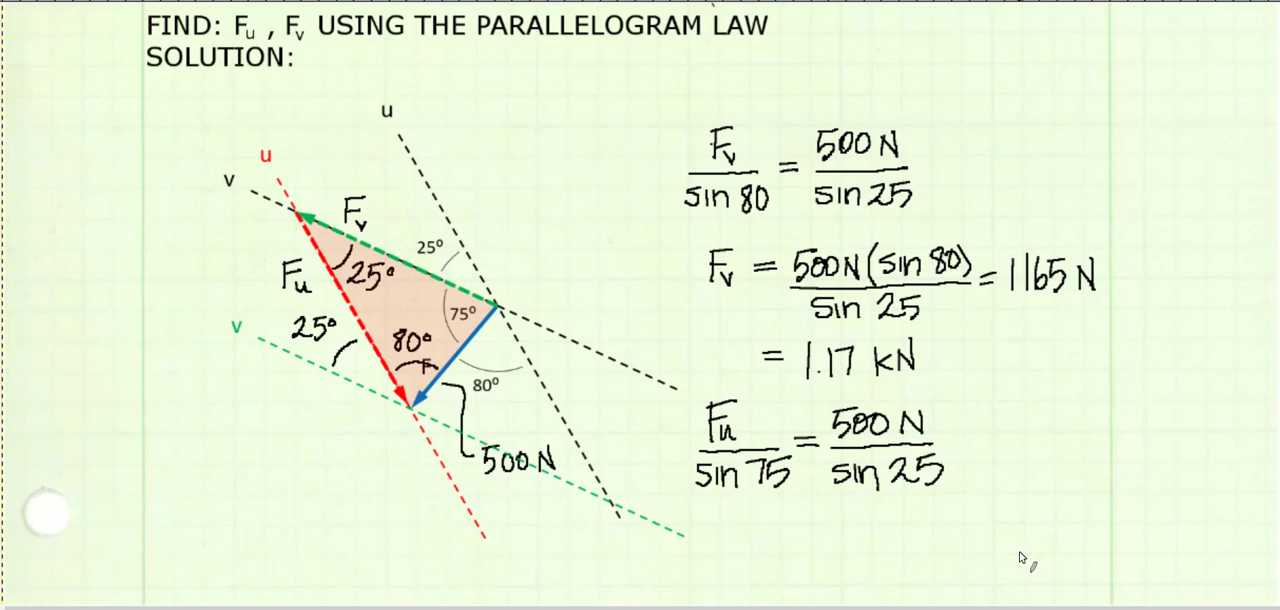 FIND: Fu , Fv USING THE PARALLELOGRAM LAW
SOLUTION:
u
u
v
Fv
25°
Fu
25°
75°
v
25°
80°
F
80°
500 N
Fv / sin 80 = 500 N / sin 25
Fv = 500N (sin 80) / sin 25 = 1165 N
= 1.17 kN
Fu / sin 75 = 500 N / sin 25